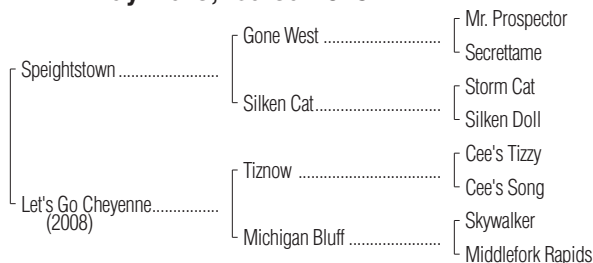 Mr. Prospector
Gone West ..............................
Secrettame
Speightstown .........................
Storm Cat
Silken Cat................................
Silken Doll
Cee's Tizzy
Tiznow ...................................
Cee's Song
Let's Go Cheyenne.................
(2008)
Skywalker
Michigan Bluff ......................
Middlefork Rapids